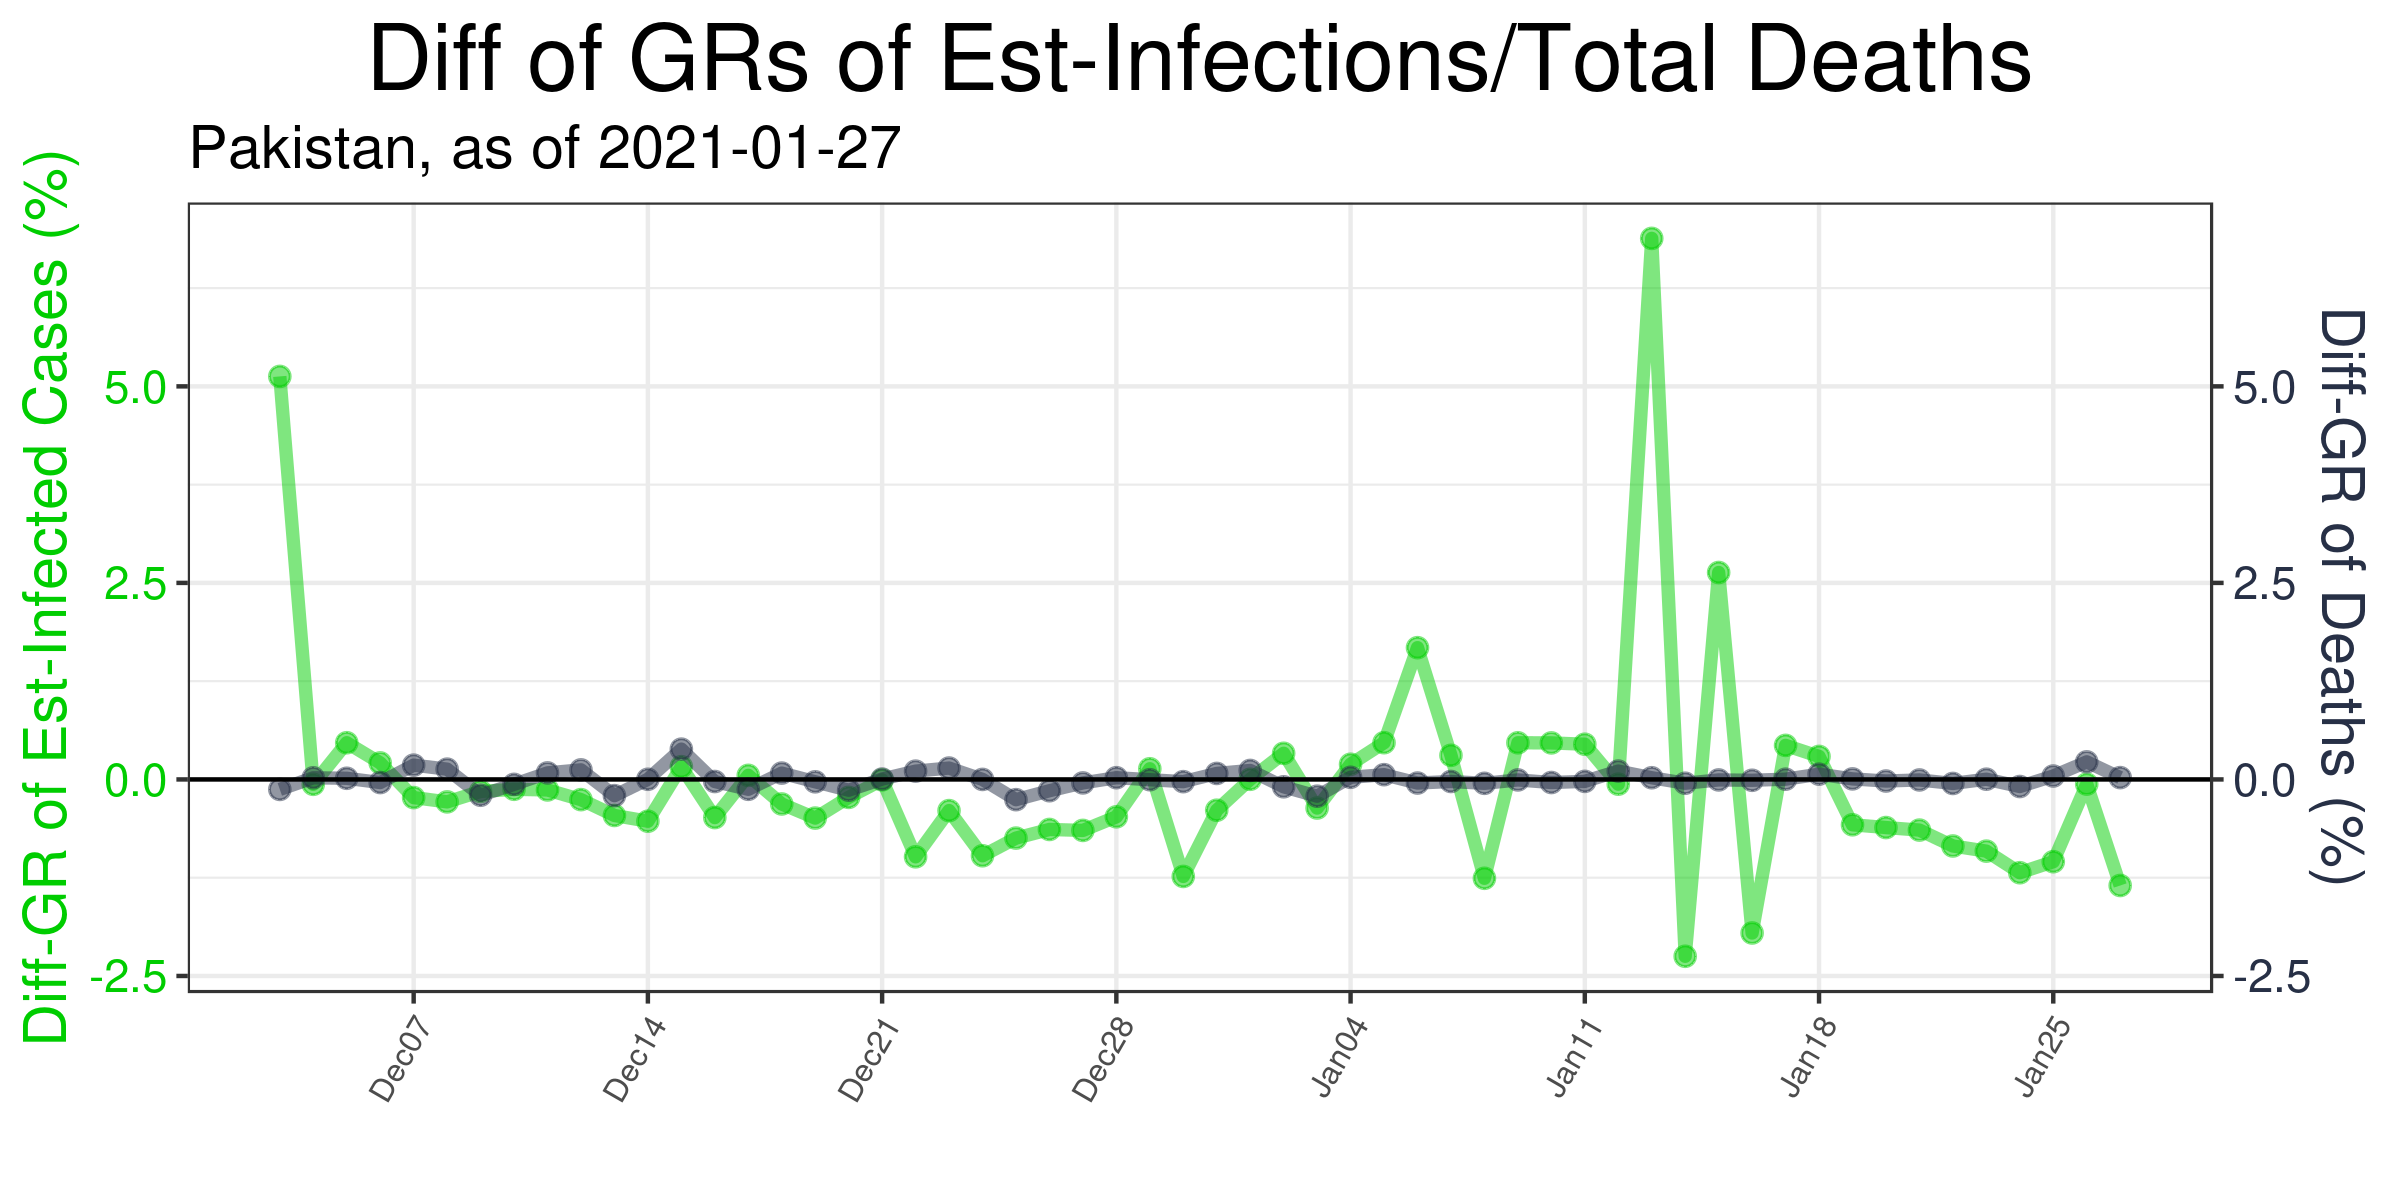 Diff of GRs of Est-Infections/Total Deaths
Pakistan, as of 2021-01-27
Diff-GR of Est-Infected Cases (%)
5.0
2.5
0.0
-2.5
5.0
2.5
0.0
-2.5
Diff-GR of Deaths (%)
Dec07
Dec14
Dec21
Dec28
Jan04
Jan11
Jan18
Jan25